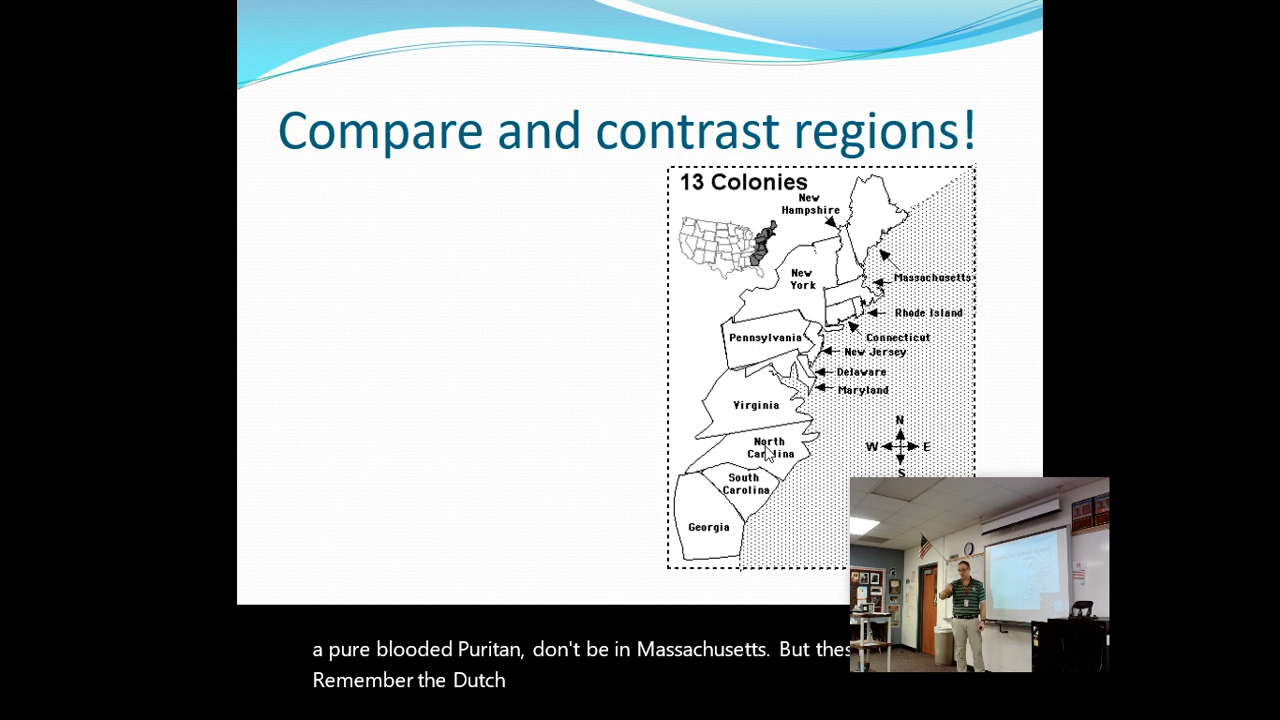 Compare and contrast regions!
13 Colonies
New
Hampshire
New
York
Massachusetts
Rhode Island
Connecticut
Pennsylvania
New Jersey
Delaware
Maryland
Virginia
N
W E
S
North
Carolina
South
Carolina
Georgia
a pure blooded Puritan, don't be in Massachusetts. But
Remember the Dutch